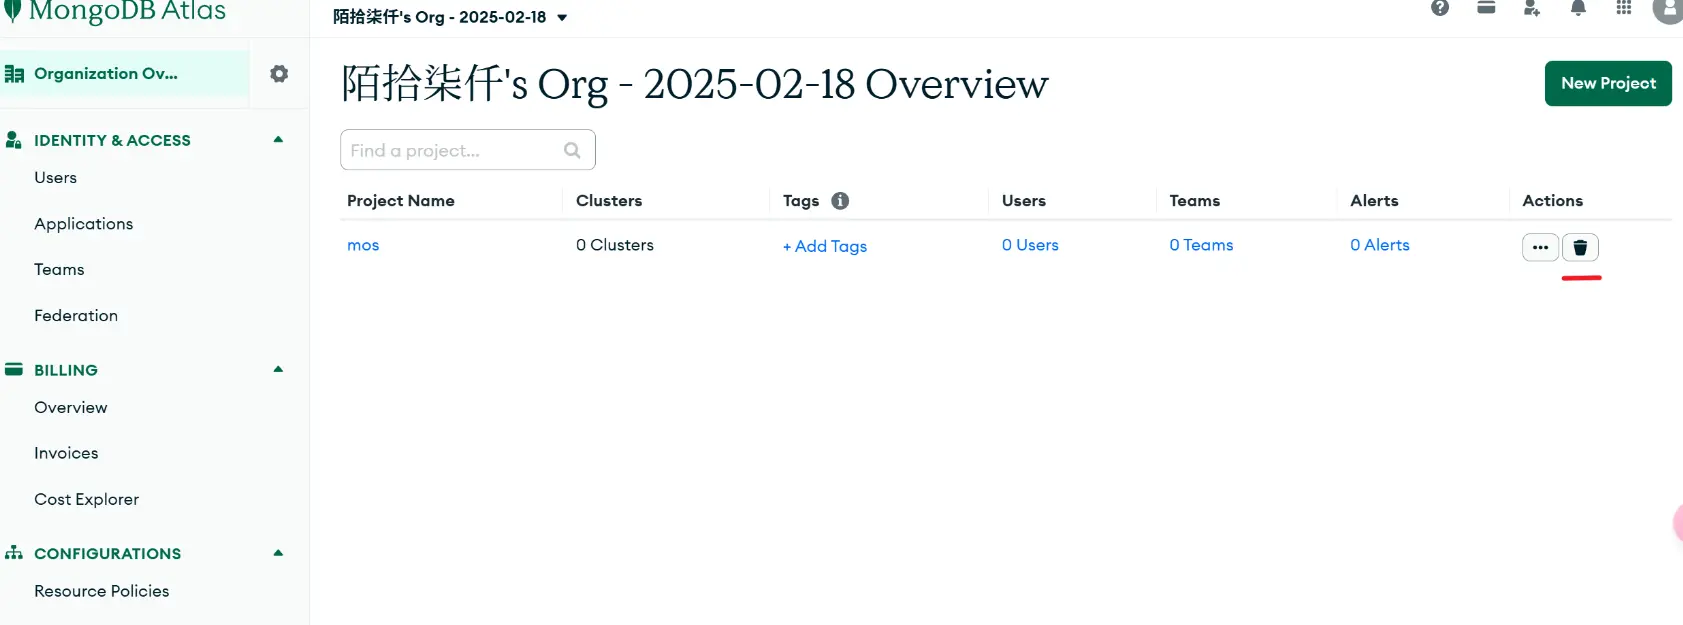 MongoDB Atlas
陌拾柒仟's Org - 2025-02-18
Organization Ov...
IDENTITY & ACCESS
Users
Applications
Teams
Federation
BILLING
Overview
Invoices
Cost Explorer
CONFIGURATIONS
Resource Policies
陌拾柒仟's Org - 2025-02-18 Overview
New Project
Find a project...
Project Name Clusters Tags Users Teams Alerts Actions
mos 0 Clusters + Add Tags 0 Users 0 Teams 0 Alerts